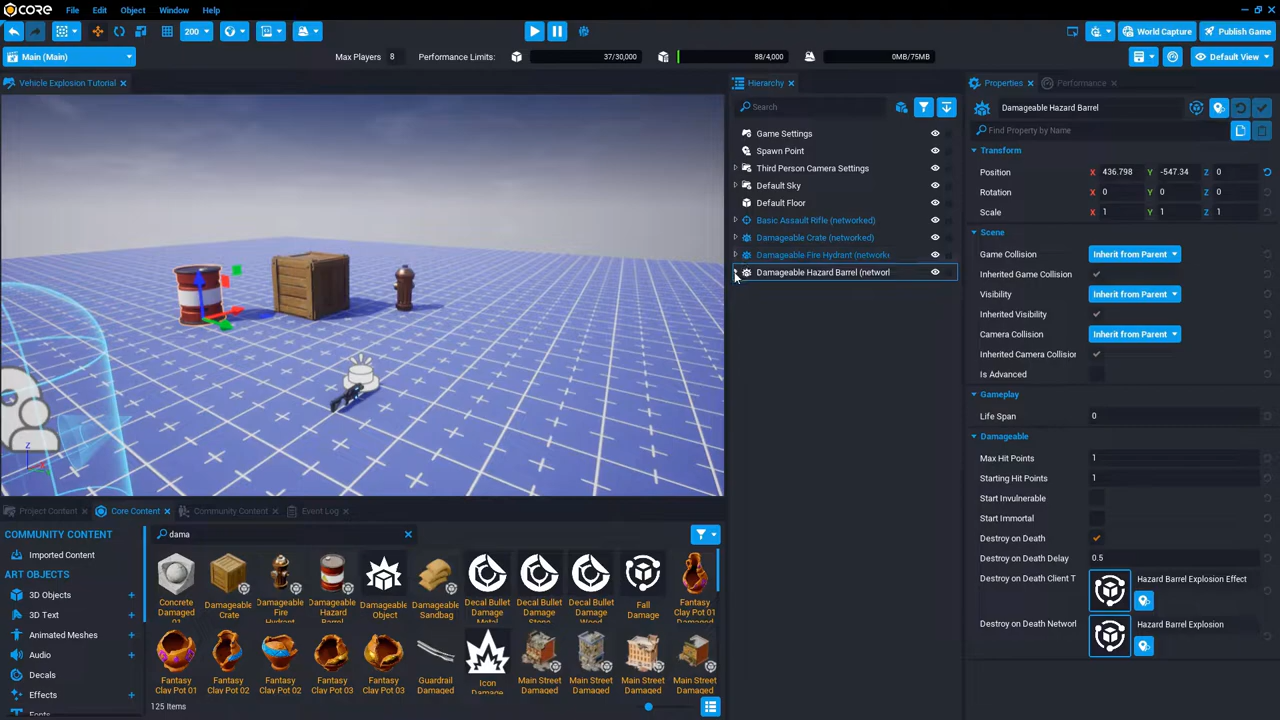 CORE File Edit Object Window Help
200 World Capture Publish Game
Main (Main) Max Players 8 Performance Limits: 37/30,000 88/4,000 0MB/75MB Default View
Vehicle Explosion Tutorial
Hierarchy
Search
Game Settings
Spawn Point
Third Person Camera Settings
Default Sky
Default Floor
Basic Assault Rifle (networked)
Damageable Crate (networked)
Damageable Fire Hydrant (network
Damageable Hazard Barrel (networl
Properties Performance
Damageable Hazard Barrel
Find Property by Name
Transform
Position X 436.798 Y -547.34 Z 0
Rotation X 0 Y 0 Z 0
Scale X 1 Y 1 Z 1
Scene
Game Collision Inherit from Parent
Inherited Game Collision
Visibility Inherit from Parent
Inherited Visibility
Camera Collision Inherit from Parent
Inherited Camera Collision
Is Advanced
Gameplay
Life Span 0
Damageable
Max Hit Points 1
Starting Hit Points 1
Start Invulnerable
Start Immortal
Destroy on Death
Destroy on Death Delay 0.5
Destroy on Death Client T Hazard Barrel Explosion Effect
Destroy on Death Networ Hazard Barrel Explosion
Z
Project Content Core Content Community Content Event Log
COMMUNITY CONTENT
Imported Content
ART OBJECTS
3D Objects +
3D Text +
Animated Meshes +
Audio +
Decals
Effects +
Fonts
dama
Concrete Damaged 01
Damageable Crate
Damageable Fire Hydrant
Damageable Hazard Barrel
Damageable Object
Damageable Sandbag
Decal Bullet Damage Metal
Decal Bullet Damage Stone
Decal Bullet Damage Wood
Fall Damage
Fantasy Clay Pot 01 Damaged
Fantasy Clay Pot 01
Fantasy Clay Pot 02
Fantasy Clay Pot 02
Fantasy Clay Pot 03
Fantasy Clay Pot 03
Guardrail Damaged
Icon Damage
Main Street Damaged
Main Street Damaged
Main Street Damaged
Main Street Damaged
125 Items